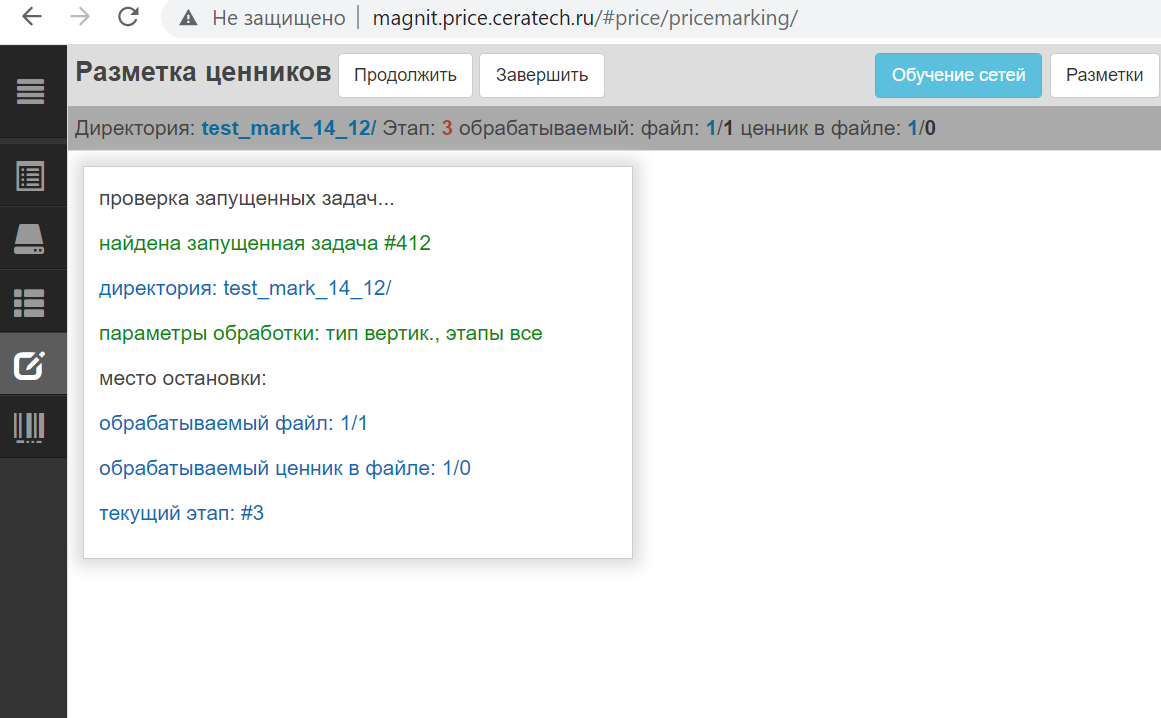 Не защищено | magnit.price.ceratech.ru/#price/pricemarking/
Разметка ценников Продолжить Завершить Обучение сетей Разметки
Директория: test_mark_14_12/ Этап: 3 обрабатываемый: файл: 1/1 ценник в файле: 1/0
проверка запущенных задач...
найдена запущенная задача #412
директория: test_mark_14_12/
параметры обработки: тип вертик., этапы все
место остановки:
обрабатываемый файл: 1/1
обрабатываемый ценник в файле: 1/0
текущий этап: #3